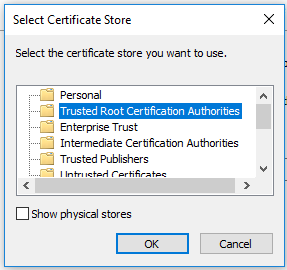 Select Certificate Store
Select the certificate store you want to use.
Personal
Trusted Root Certification Authorities
Enterprise Trust
Intermediate Certification Authorities
Trusted Publishers
Untrusted Certificates
Show physical stores
OK
Cancel